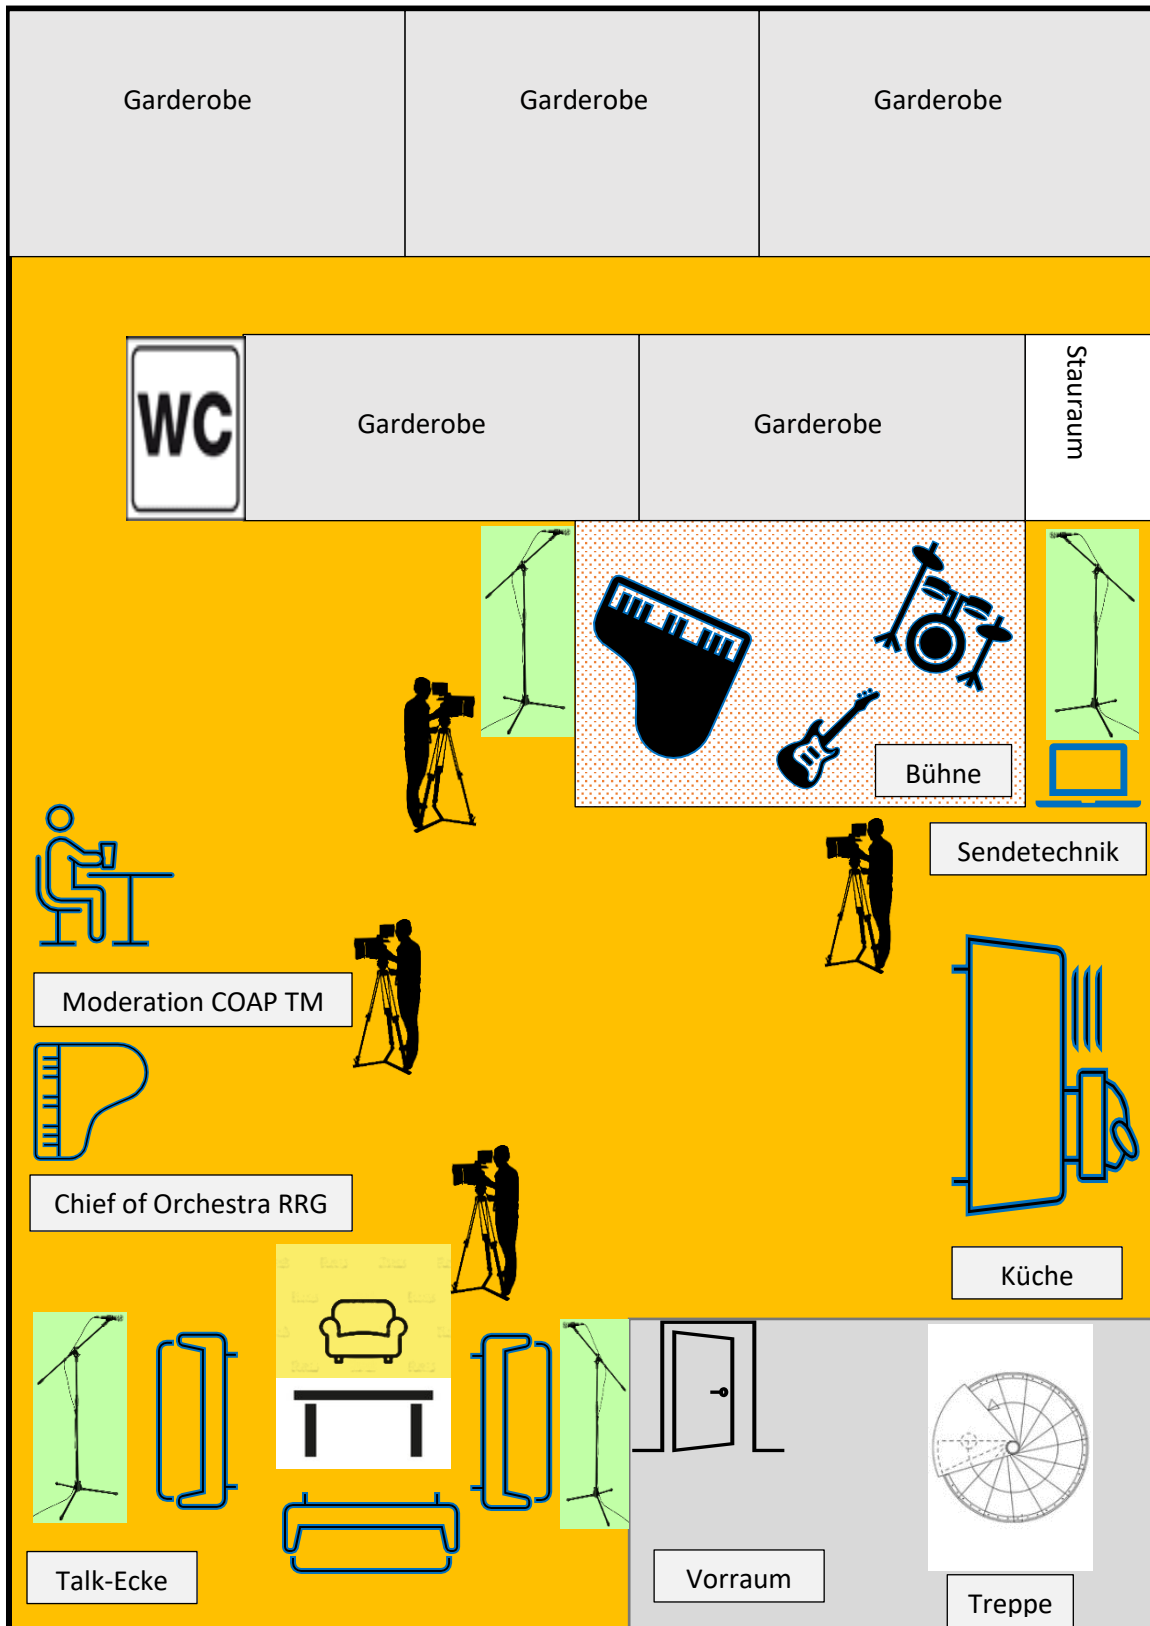 Garderobe
Garderobe
Garderobe
WC
Garderobe
Garderobe
Stauraum
Bühne
Sendetechnik
Moderation COAP TM
Chief of Orchestra RRG
Küche
Talk-Ecke
Vorraum
Treppe